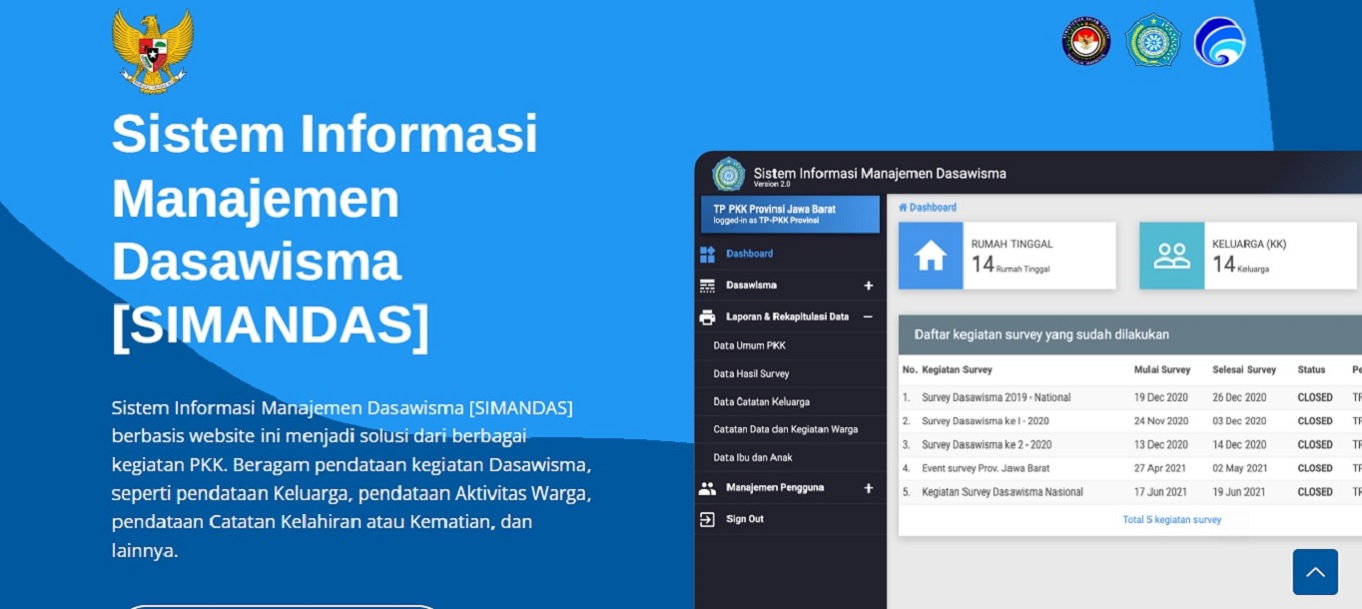 Sistem Informasi
Manajemen
Dasawisma
[SIMANDAS]
Sistem Informasi Manajemen Dasawisma [SIMANDAS]
berbasis website ini menjadi solusi dari berbagai
kegiatan PKK. Beragam pendataan kegiatan Dasawisma,
seperti pendataan Keluarga, pendataan Aktivitas Warga,
pendataan Catatan Kelahiran atau Kematian, dan
lainnya.
Sistem Informasi Manajemen Dasawisma
Version 2.0
TP PKK Provinsi Jawa Barat
logged-in as TP-PKK Provinsi
Dashboard
Dasawisma +
Laporan & Rekapitulasi Data −
Data Umum PKK
Data Hasil Survey
Data Catatan Keluarga
Catatan Data dan Kegiatan Warga
Data Ibu dan Anak
Manajemen Pengguna +
Sign Out
Dashboard
RUMAH TINGGAL
14 Rumah Tinggal
KELUARGA (KK)
14 Keluarga
Daftar kegiatan survey yang sudah dilakukan
No. Kegiatan Survey Mulai Survey Selesai Survey Status Pe
1. Survey Dasawisma 2019 - National 19 Dec 2020 26 Dec 2020 CLOSED TP
2. Survey Dasawisma ke I - 2020 24 Nov 2020 03 Dec 2020 CLOSED TP
3. Survey Dasawisma ke 2 - 2020 13 Dec 2020 14 Dec 2020 CLOSED TP
4. Event survey Prov. Jawa Barat 27 Apr 2021 02 May 2021 CLOSED TP
5. Kegiatan Survey Dasawisma Nasional 17 Jun 2021 19 Jun 2021 CLOSED TP
Total 5 kegiatan survey